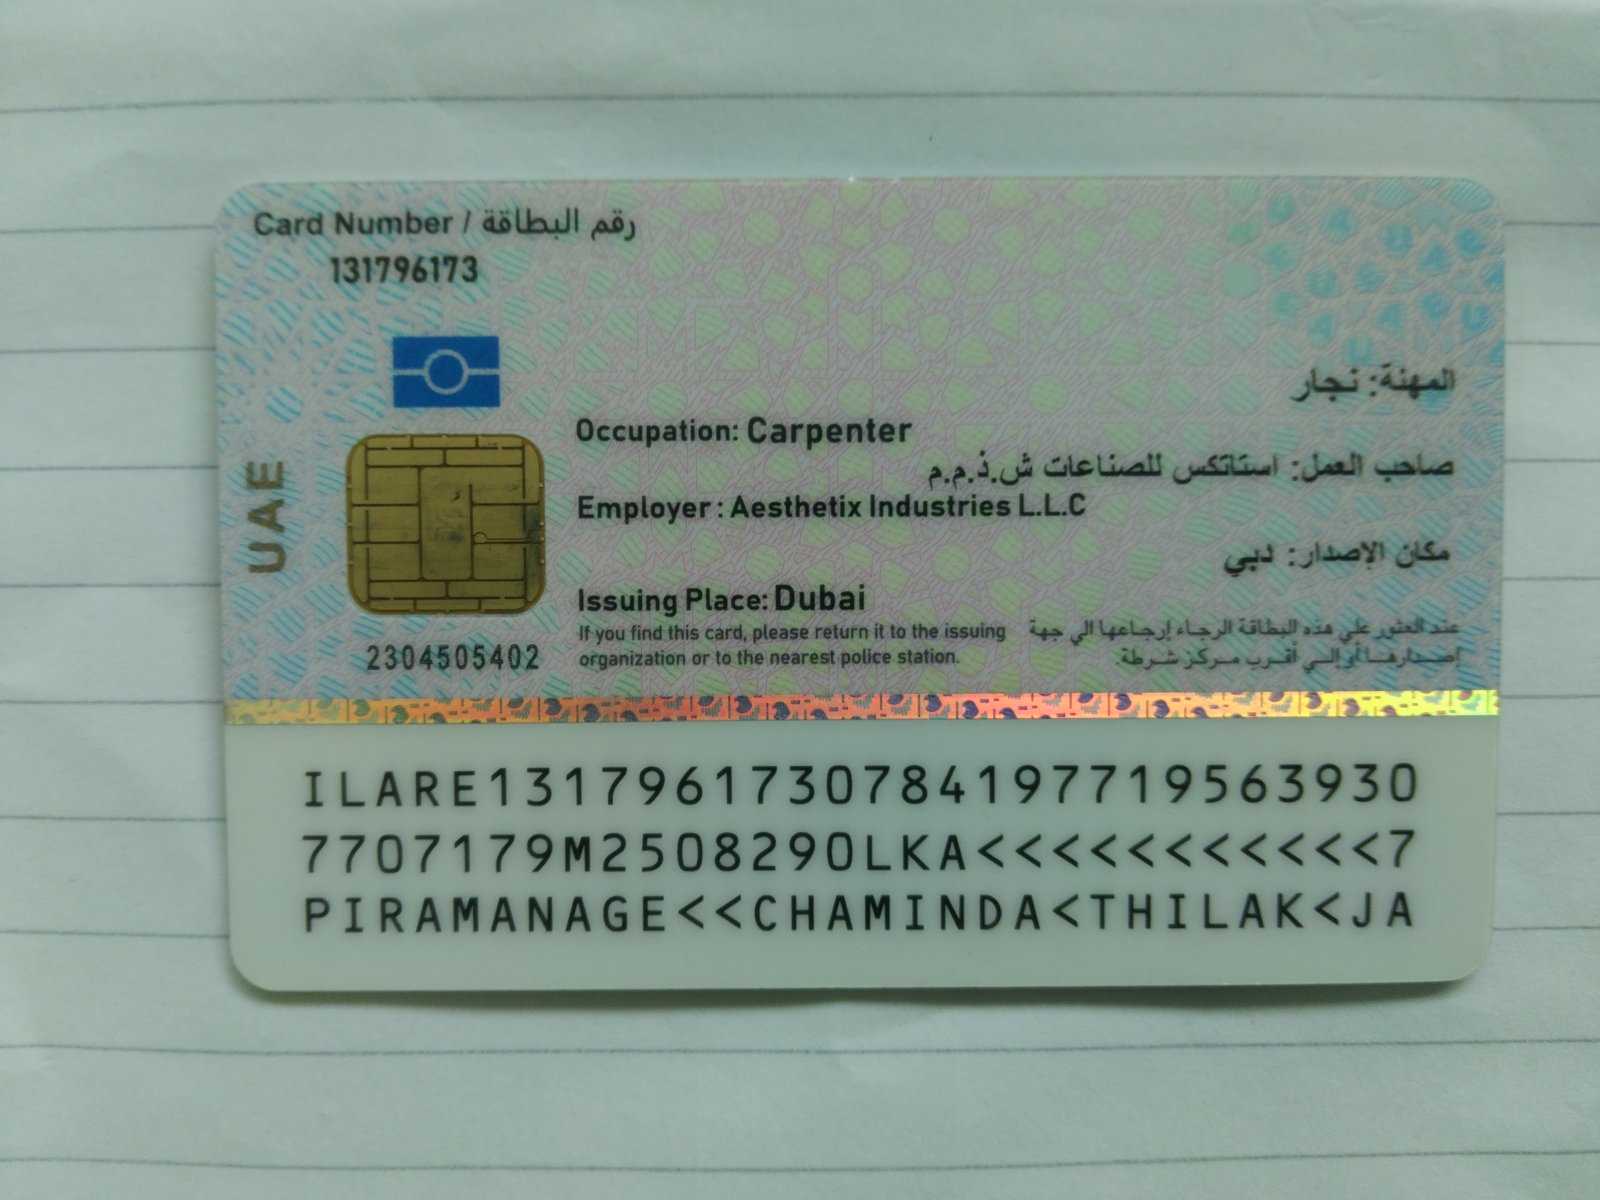 Card Number / رقم البطاقة
131796173
المهنة: نجار
Occupation: Carpenter
صاحب العمل: استاتكس للصناعات ش.ذ.م.م
Employer : Aesthetix Industries L.L.C
UAE
مكان الإصدار: دبي
Issuing Place: Dubai
If you find this card, please return it to the issuing
organization or to the nearest police station.
عند العثور علي هذه البطاقة الرجاء إرجاعها الي جهة
إصدارها أو إلي أقرب مركز شرطة.
2304505402
ILARE1317961730784197719563930
7707179M2508290LKA<<<<<<<<<<<7
PIRAMANAGE<<CHAMINDA<THILAK<JA